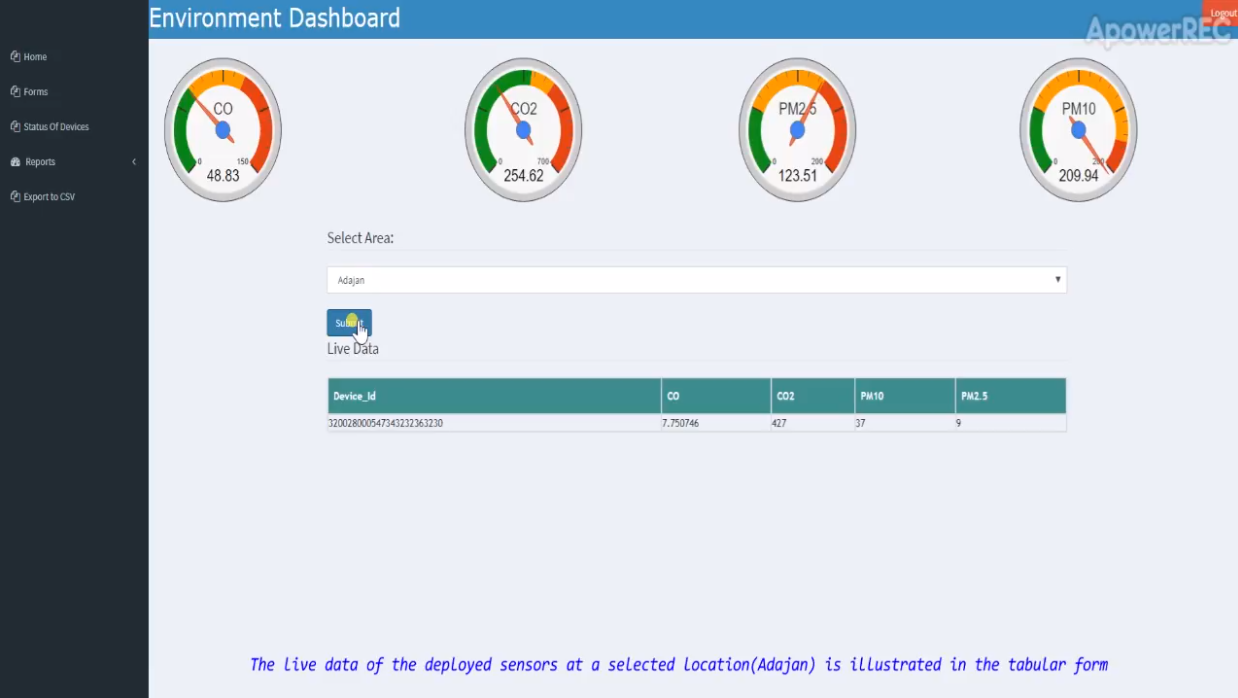 Environment Dashboard
Logout
ApowerREC
Home
Forms
Status Of Devices
Reports
Export to CSV
CO
0 150
48.83
CO2
0 700
254.62
PM2.5
0 200
123.51
PM10
0
209.94
Select Area:
Adajan
Submit
Live Data
Device_Id CO CO2 PM10 PM2.5
320028000547343232363230 7.750746 427 37 9
The live data of the deployed sensors at a selected location(Adajan) is illustrated in the tabular form